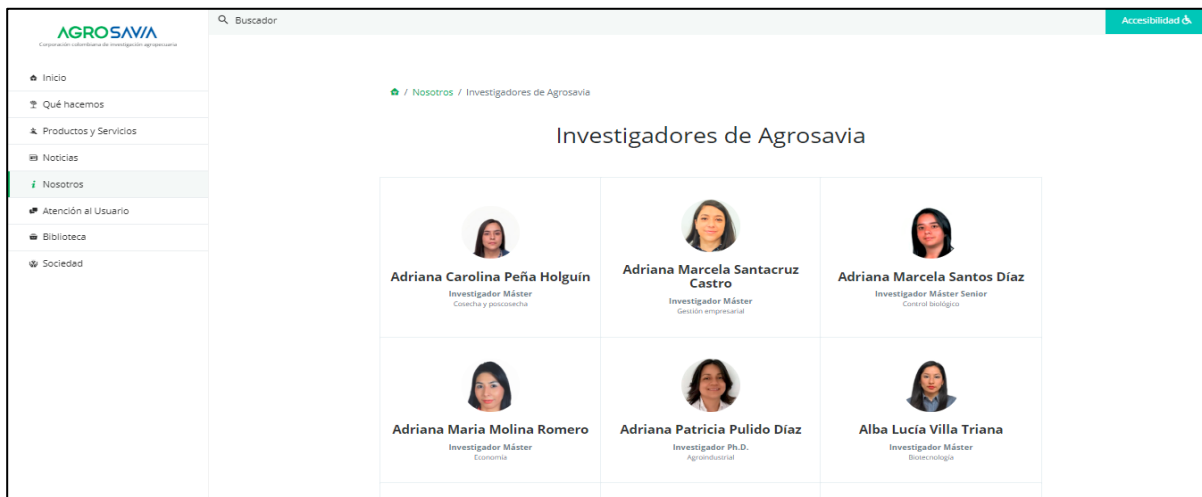 AGROSAVIA
Corporación colombiana de investigación agropecuaria
Inicio
Qué hacemos
Productos y Servicios
Noticias
Nosotros
Atención al Usuario
Biblioteca
Sociedad
Buscador
Accesibilidad
/ Nosotros / Investigadores de Agrosavia
Investigadores de Agrosavia
Adriana Carolina Peña Holguín
Investigador Máster
Cosecha y poscosecha
Adriana Marcela Santacruz
Castro
Investigador Máster
Gestión empresarial
Adriana Marcela Santos Díaz
Investigador Máster Senior
Control biológico
Adriana Maria Molina Romero
Investigador Máster
Economía
Adriana Patricia Pulido Díaz
Investigador Ph.D.
Agroindustrial
Alba Lucía Villa Triana
Investigador Máster
Biotecnología